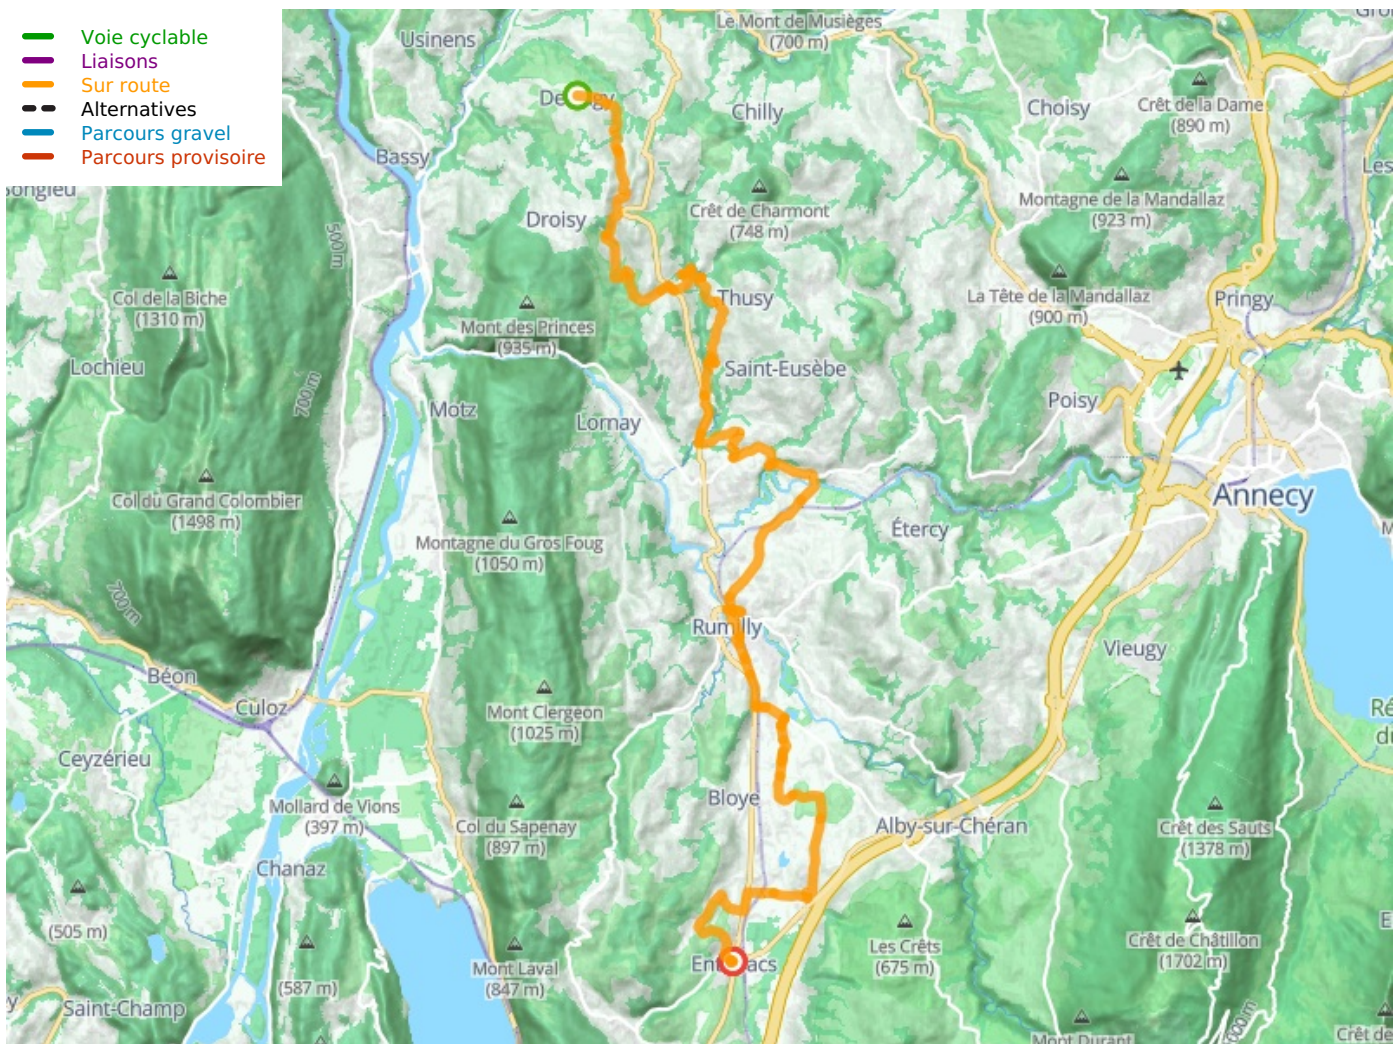 Voie cyclable
Liaisons
Sur route
Alternatives
Parcours gravel
Parcours provisoire
Usinens
Le Mont de Musièges
(700 m)
Chilly
Choisy
Crêt de la Dame
(890 m)
Bassy
Les
Montagne de la Mandallaz
(923 m)
Droisy
Crêt de Charmont
(748 m)
500 m
Col de la Biche
(1310 m)
Thusy
La Tête de la Mandallaz
(900 m)
Pringy
Mont des Princes
(935 m)
Lochieu
Saint-Eusèbe
700 m
Motz
Poisy
Lornay
Col du Grand Colombier
(1498 m)
Annecy
Étercy
Montagne du Gros Foug
(1050 m)
700 m
Rumilly
Vieugy
Béon
Culoz
Mont Clergeon
(1025 m)
Ceyzérieu
Bloye
Mollard de Vions
(397 m)
Col du Sapenay
(897 m)
Alby-sur-Chéran
Crêt des Sauts
(1378 m)
Chanaz
(505 m)
Les Crêts
(675 m)
Crêt de Châtillon
(1702 m)
Mont Laval
(847 m)
(587 m)
Saint-Champ
Mont Durant
Crêt de